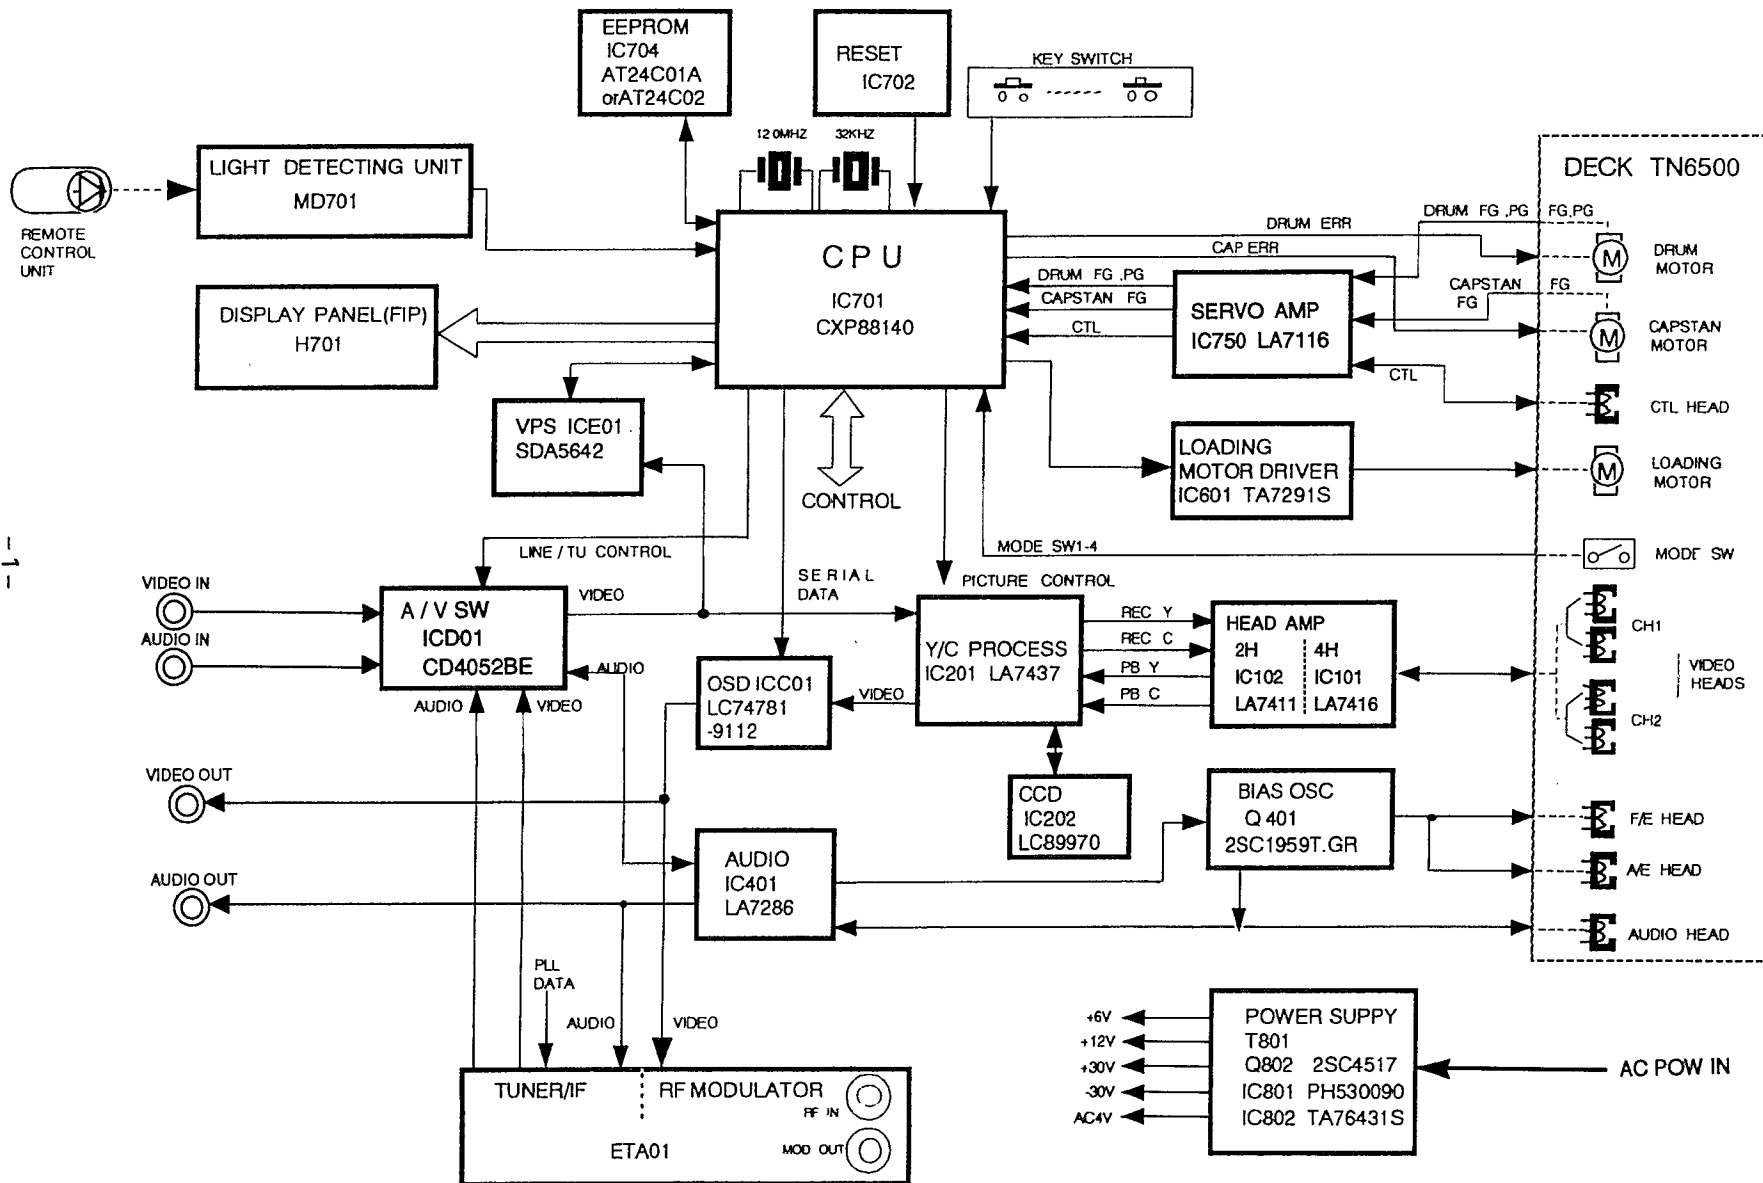 EEPROM
IC704
AT24C01A
orAT24C02
RESET
IC702
KEY SWITCH
12 0MHZ
32KHZ
DECK TN6500
LIGHT DETECTING UNIT
MD701
REMOTE
CONTROL
UNIT
CPU
IC701
CXP88140
DISPLAY PANEL(FIP)
H701
DRUM ERR
CAP ERR
DRUM FG ,PG
CAPSTAN FG
CTL
DRUM FG ,PG
FG,PG
CAPSTAN
FG
FG
CTL
SERVO AMP
IC750 LA7116
M
DRUM
MOTOR
M
CAPSTAN
MOTOR
CTL HEAD
VPS ICE01
SDA5642
CONTROL
LOADING
MOTOR DRIVER
IC601 TA7291S
M
LOADING
MOTOR
-1-
LINE / TU CONTROL
MODE SW1-4
MODE SW
VIDEO IN
AUDIO IN
A / V SW
ICD01
CD4052BE
VIDEO
AUDIO
AUDIO
VIDEO
SERIAL
DATA
PICTURE CONTROL
Y/C PROCESS
IC201 LA7437
REC Y
REC C
PB Y
PB C
HEAD AMP
2H
IC102
LA7411
4H
IC101
LA7416
CH1
VIDEO
HEADS
CH2
OSD ICC01
LC74781
-9112
VIDEO
CCD
IC202
LC89970
VIDEO OUT
AUDIO OUT
AUDIO
IC401
LA7286
BIAS OSC
Q 401
2SC1959T.GR
F/E HEAD
A/E HEAD
AUDIO HEAD
PLL
DATA
AUDIO
VIDEO
TUNER/IF
RF MODULATOR
RF IN
ETA01
MOD OUT
+6V
+12V
+30V
-30V
AC4V
POWER SUPPY
T801
Q802 2SC4517
IC801 PH530090
IC802 TA76431S
AC POW IN